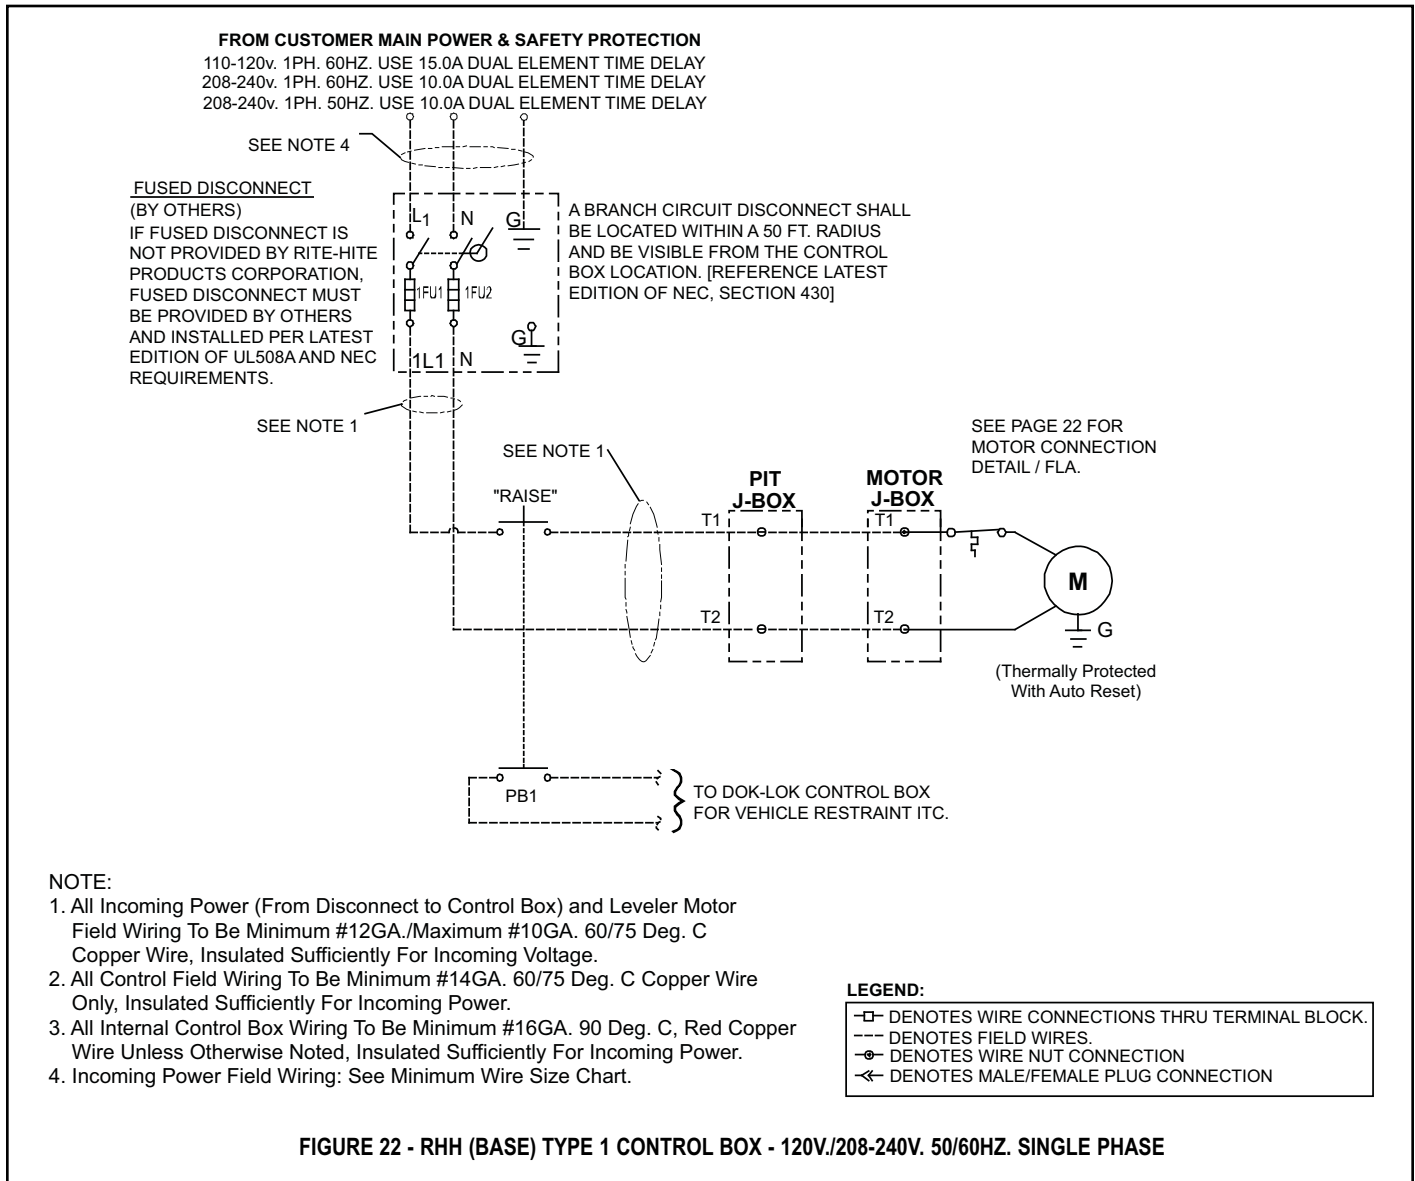 FROM CUSTOMER MAIN POWER & SAFETY PROTECTION
110-120v. 1PH. 60HZ. USE 15.0A DUAL ELEMENT TIME DELAY
208-240v. 1PH. 60HZ. USE 10.0A DUAL ELEMENT TIME DELAY
208-240v. 1PH. 50HZ. USE 10.0A DUAL ELEMENT TIME DELAY
SEE NOTE 4
FUSED DISCONNECT
(BY OTHERS)
IF FUSED DISCONNECT IS
NOT PROVIDED BY RITE-HITE
PRODUCTS CORPORATION,
FUSED DISCONNECT MUST
BE PROVIDED BY OTHERS
AND INSTALLED PER LATEST
EDITION OF UL508A AND NEC
REQUIREMENTS.
L1 N G
1FU1 1FU2
G
1L1 N
A BRANCH CIRCUIT DISCONNECT SHALL
BE LOCATED WITHIN A 50 FT. RADIUS
AND BE VISIBLE FROM THE CONTROL
BOX LOCATION. [REFERENCE LATEST
EDITION OF NEC, SECTION 430]
SEE NOTE 1
SEE NOTE 1
"RAISE"
PIT
J-BOX
MOTOR
J-BOX
SEE PAGE 22 FOR
MOTOR CONNECTION
DETAIL / FLA.
T1 T1
M
T2 T2
G
(Thermally Protected
With Auto Reset)
PB1
TO DOK-LOK CONTROL BOX
FOR VEHICLE RESTRAINT ITC.
NOTE:
1. All Incoming Power (From Disconnect to Control Box) and Leveler Motor
Field Wiring To Be Minimum #12GA./Maximum #10GA. 60/75 Deg. C
Copper Wire, Insulated Sufficiently For Incoming Voltage.
2. All Control Field Wiring To Be Minimum #14GA. 60/75 Deg. C Copper Wire
Only, Insulated Sufficiently For Incoming Power.
3. All Internal Control Box Wiring To Be Minimum #16GA. 90 Deg. C, Red Copper
Wire Unless Otherwise Noted, Insulated Sufficiently For Incoming Power.
4. Incoming Power Field Wiring: See Minimum Wire Size Chart.
LEGEND:
DENOTES WIRE CONNECTIONS THRU TERMINAL BLOCK.
DENOTES FIELD WIRES.
DENOTES WIRE NUT CONNECTION
DENOTES MALE/FEMALE PLUG CONNECTION
FIGURE 22 - RHH (BASE) TYPE 1 CONTROL BOX - 120V./208-240V. 50/60HZ. SINGLE PHASE